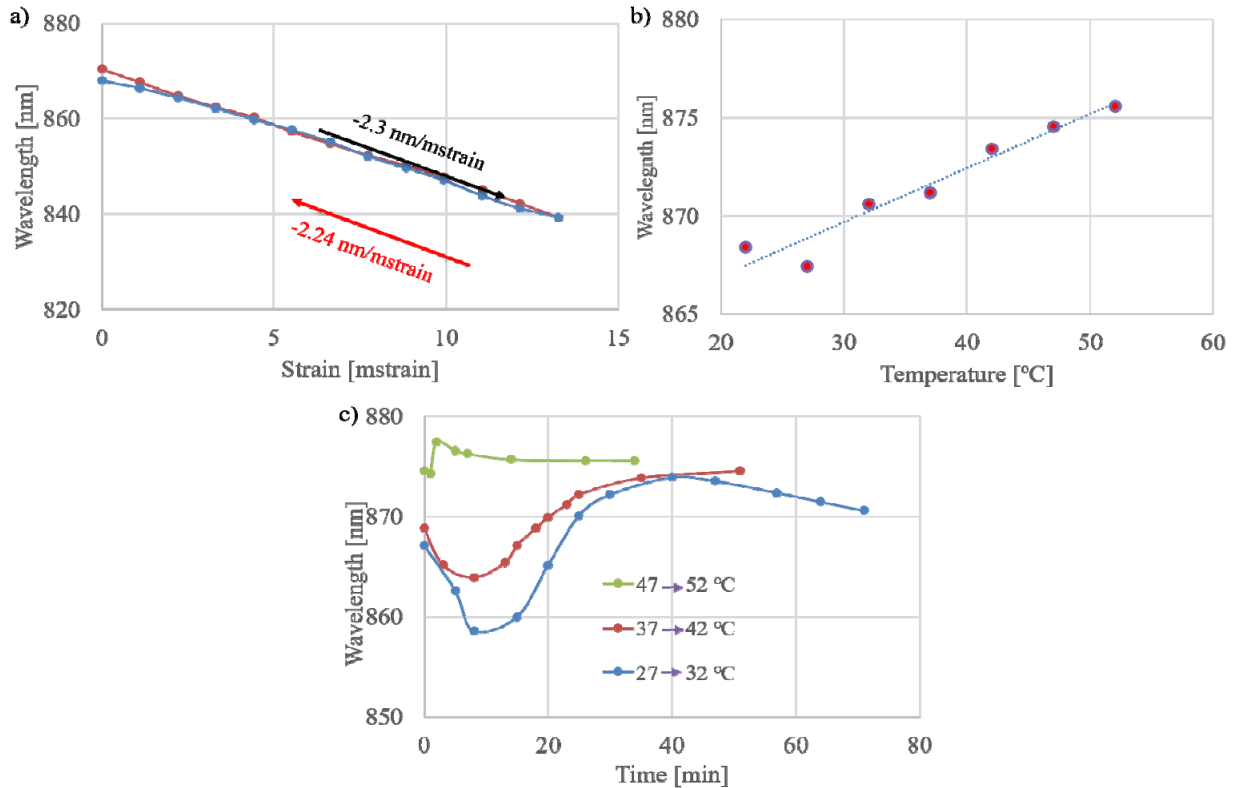 a)
880
860
840
820
Wavelength [nm]
-2.3 nm/mstrain
-2.24 nm/mstrain
0
5
10
15
Strain [mstrain]
b)
880
875
870
865
Wavelegnth [nm]
20
30
40
50
60
Temperature [ºC]
c)
880
870
860
850
Wavelength [nm]
47 → 52 ºC
37 → 42 ºC
27 → 32 ºC
0
20
40
60
80
Time [min]